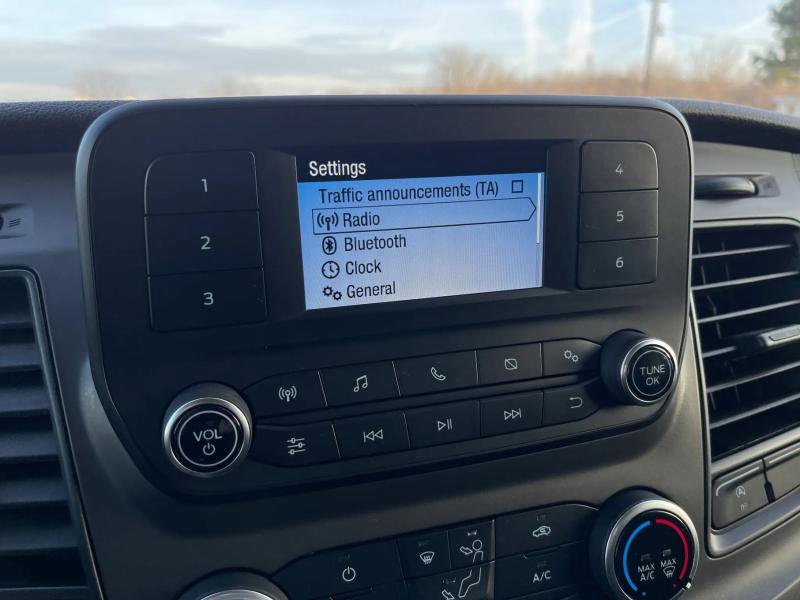 Settings
Traffic announcements (TA)
Radio
Bluetooth
Clock
General
1
2
3
4
5
6
VOL
TUNE
OK
A/C
MAX
A/C
MAX